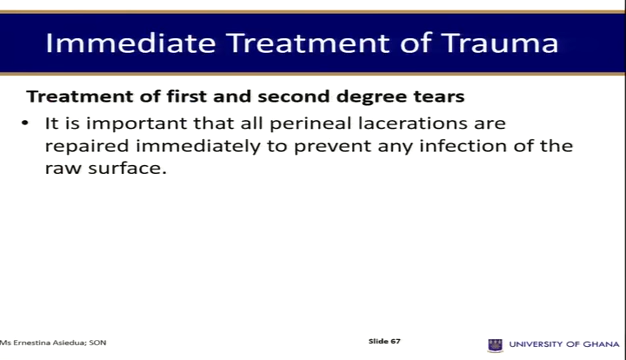 Immediate Treatment of Trauma
Treatment of first and second degree tears
• It is important that all perineal lacerations are
repaired immediately to prevent any infection of the
raw surface.
Ms Ernestina Asiedua; SON
Slide 67
UNIVERSITY OF GHANA